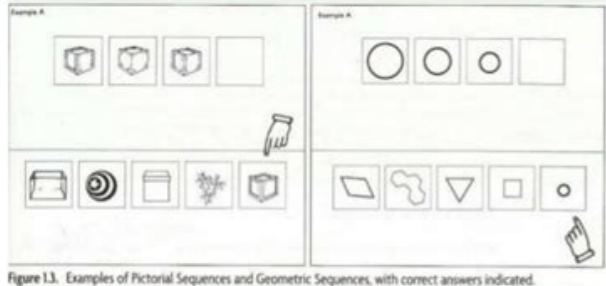 Example A
Example A
Figure 1.3. Examples of Pictorial Sequences and Geometric Sequences, with correct answers indicated.